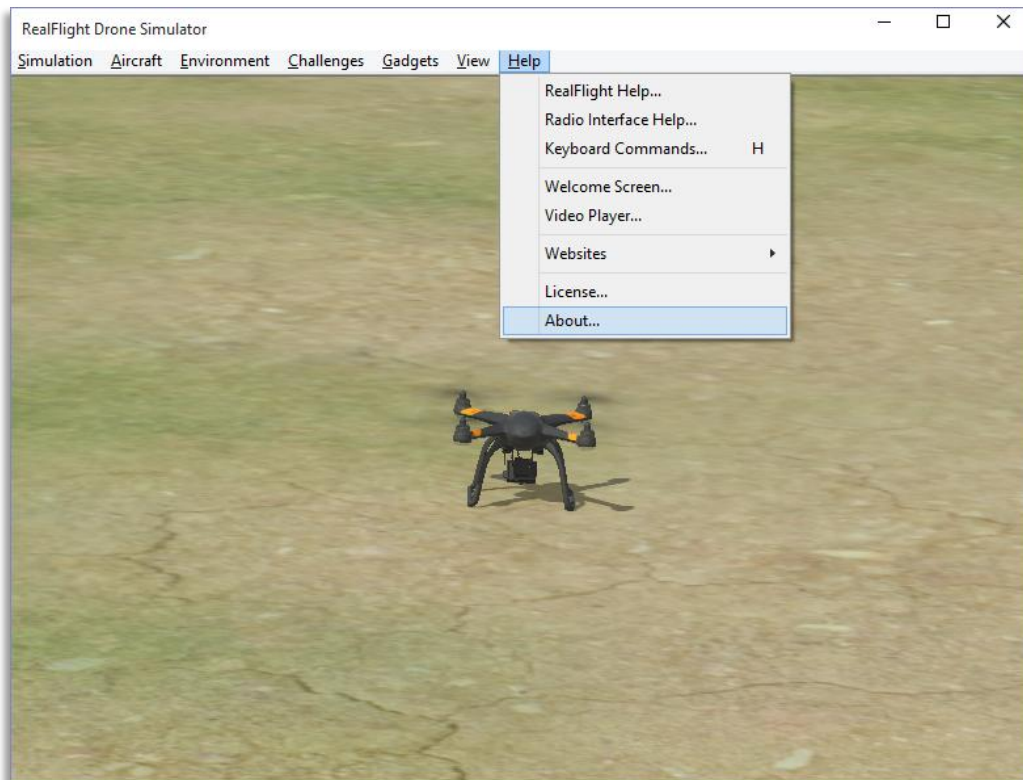 RealFlight Drone Simulator
Simulation Aircraft Environment Challenges Gadgets View Help
RealFlight Help...
Radio Interface Help...
Keyboard Commands... H
Welcome Screen...
Video Player...
Websites
License...
About...